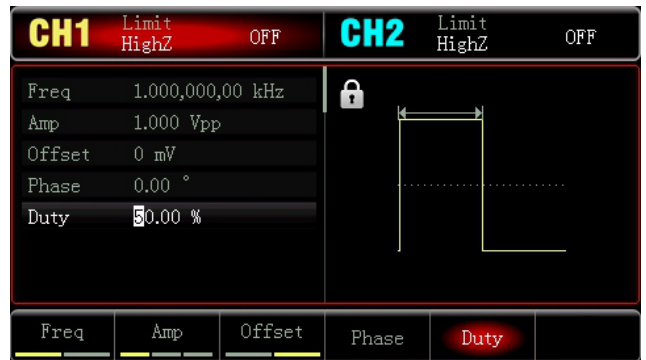 CH1 Limit HighZ OFF CH2 Limit HighZ OFF
Freq 1.000,000,00 kHz
Amp 1.000 Vpp
Offset 0 mV
Phase 0.00 °
Duty 50.00 %
Freq Amp Offset Phase Duty